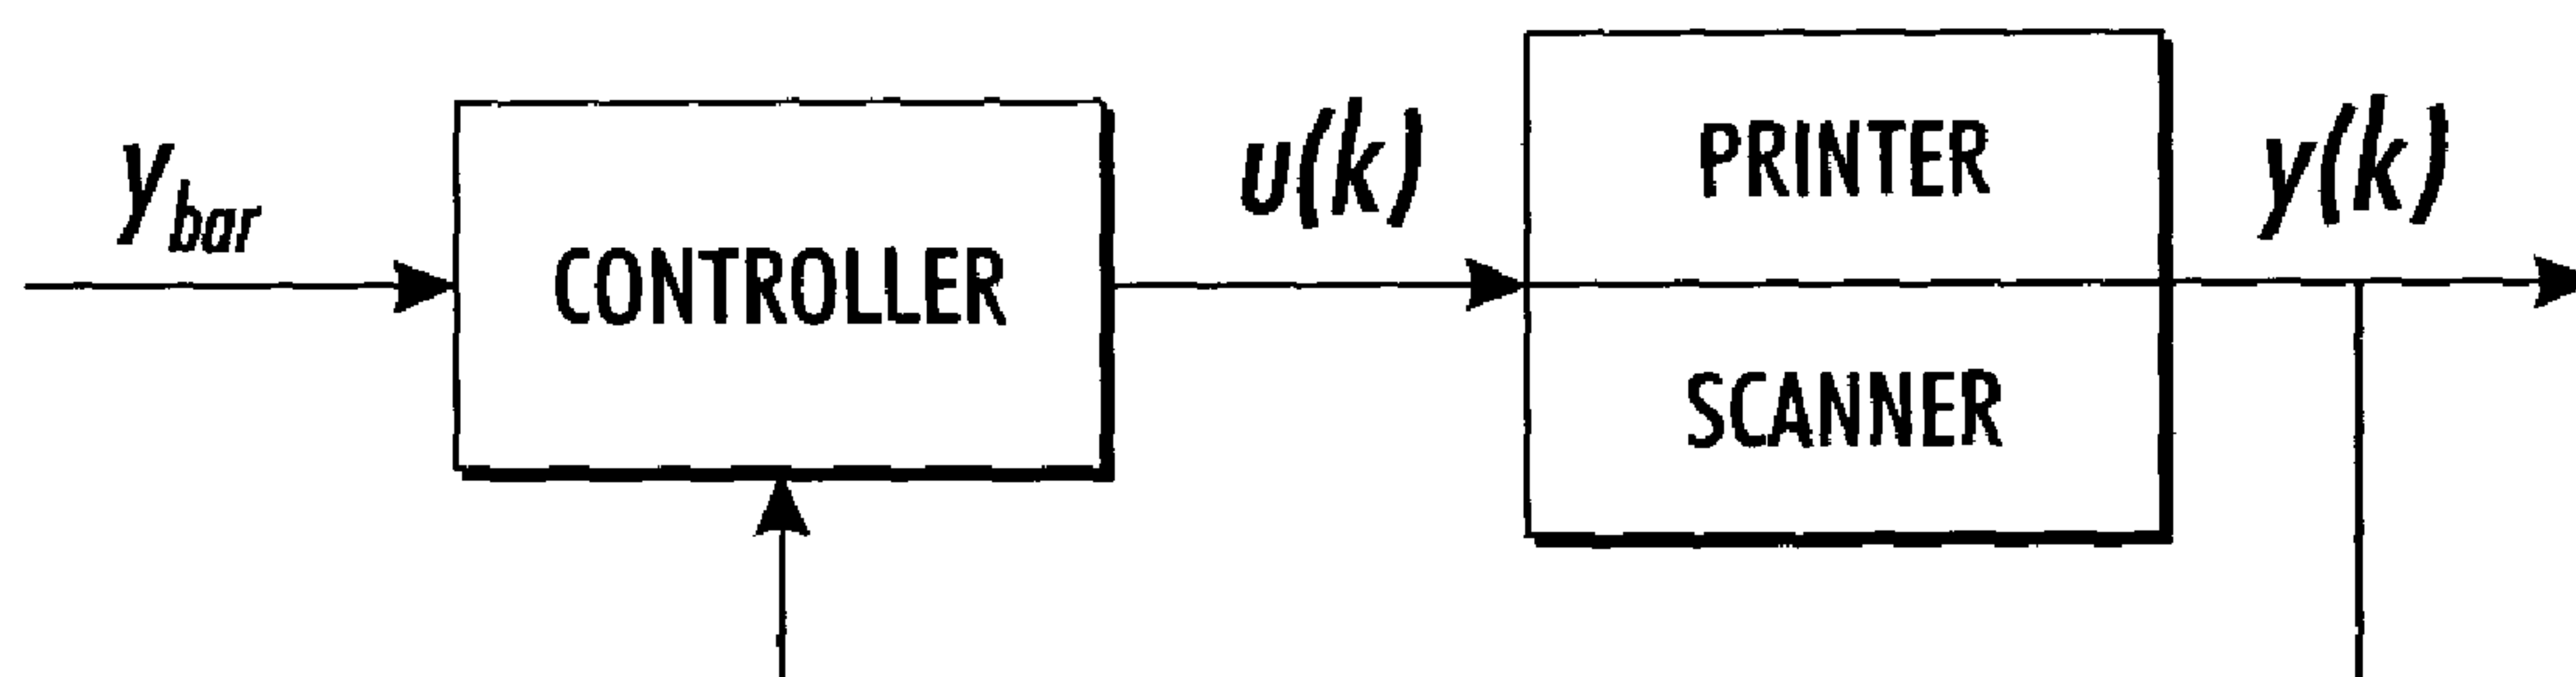 y_bar
CONTROLLER
u(k)
PRINTER
SCANNER
y(k)